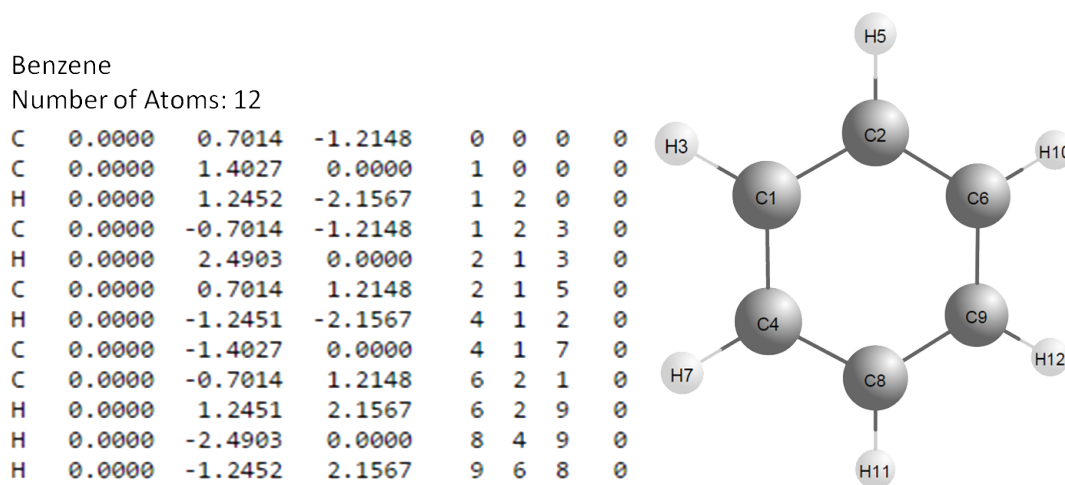 Benzene
Number of Atoms: 12
C 0.0000 0.7014 -1.2148 0 0 0 0
C 0.0000 1.4027 0.0000 1 0 0 0
H 0.0000 1.2452 -2.1567 1 2 0 0
C 0.0000 -0.7014 -1.2148 1 2 3 0
H 0.0000 2.4903 0.0000 2 1 3 0
C 0.0000 0.7014 1.2148 2 1 5 0
H 0.0000 -1.2451 -2.1567 4 1 2 0
C 0.0000 -1.4027 0.0000 4 1 7 0
C 0.0000 -0.7014 1.2148 6 2 1 0
H 0.0000 1.2451 2.1567 6 2 9 0
H 0.0000 -2.4903 0.0000 8 4 9 0
H 0.0000 -1.2452 2.1567 9 6 8 0
H5
C2
H3
H10
C1
C6
C4
C9
H7
C8
H12
H11